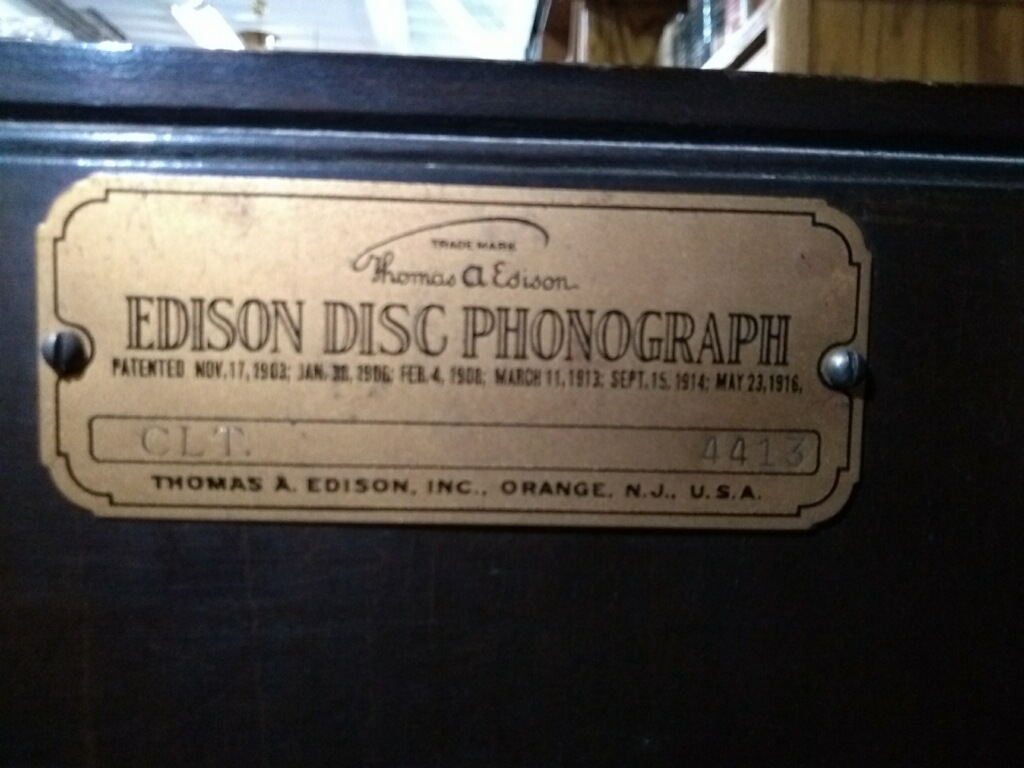 TRADE MARK
Thomas A Edison
EDISON DISC PHONOGRAPH
PATENTED NOV. 17, 1903; JAN. 30, 1906; FEB. 4, 1908; MARCH 11, 1913; SEPT. 15, 1914; MAY 23, 1916.
CLT. 4413
THOMAS A. EDISON, INC., ORANGE, N.J., U.S.A.